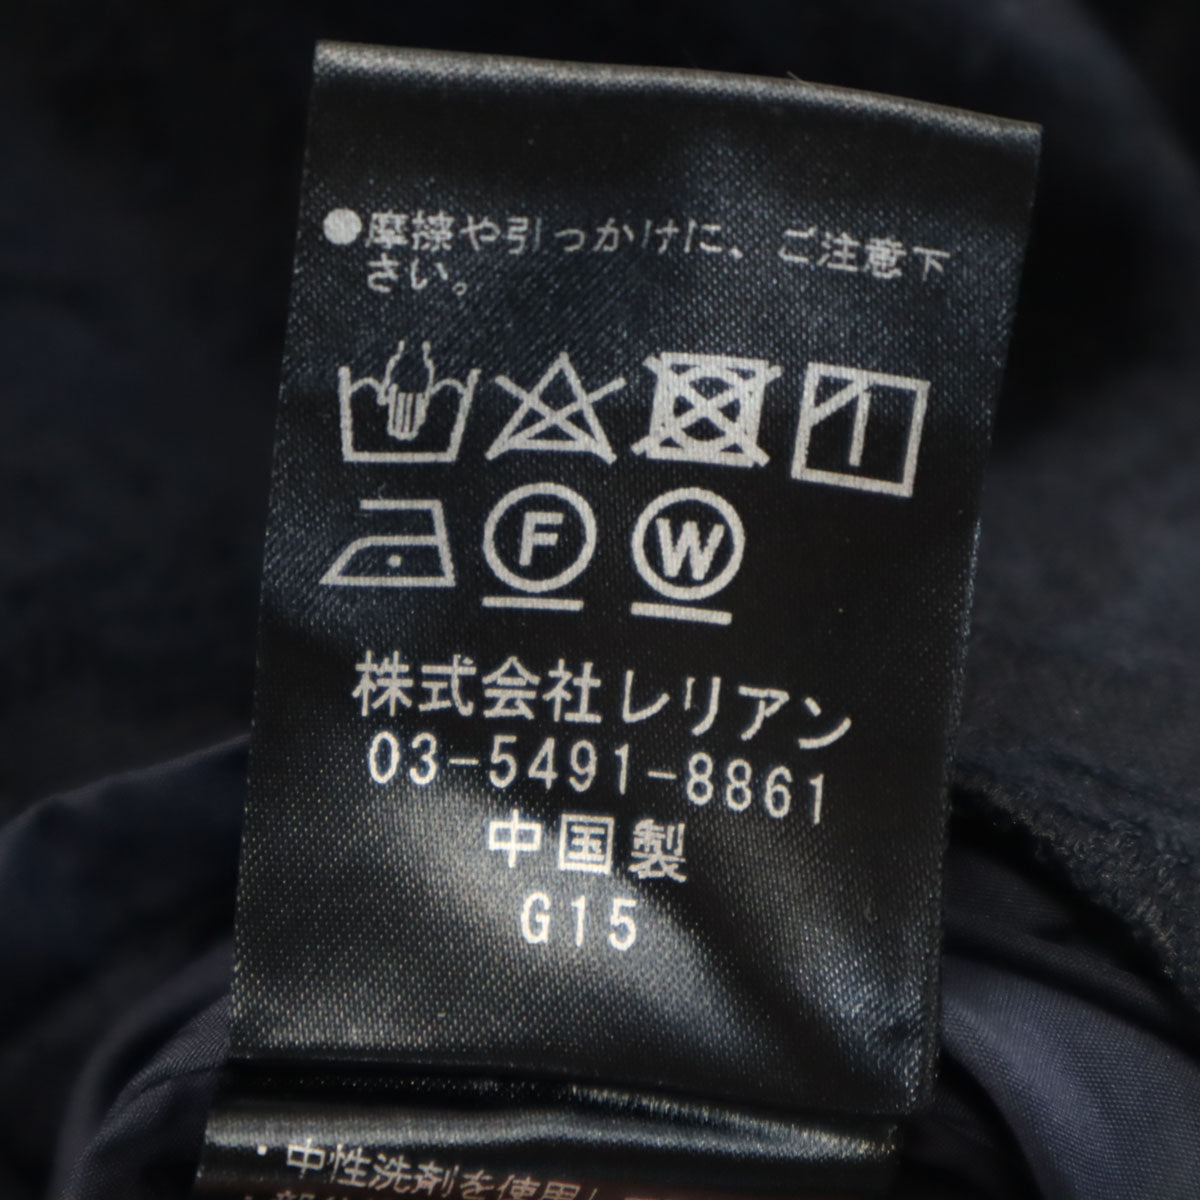 ●摩擦や引っかけに、ご注意下
さい。
F W
株式会社レリアン
03-5491-8861
中国製
G15
・中性洗剤を使用し